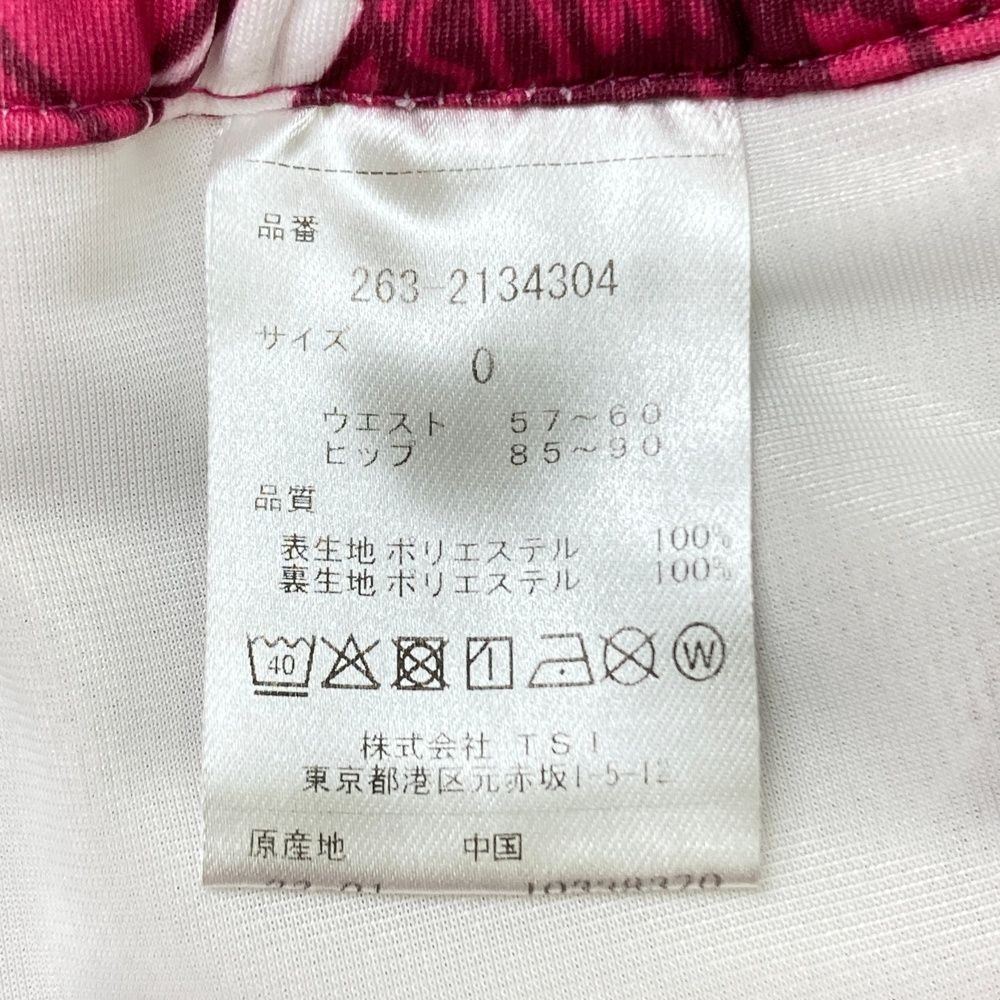 品番
263-2134304
サイズ
0
ウエスト 57～60
ヒップ 85～90
品質
表生地 ポリエステル 100%
裏生地 ポリエステル 100%
40 W
株式会社 TSI
東京都港区元赤坂1-5-12
原産地 中国